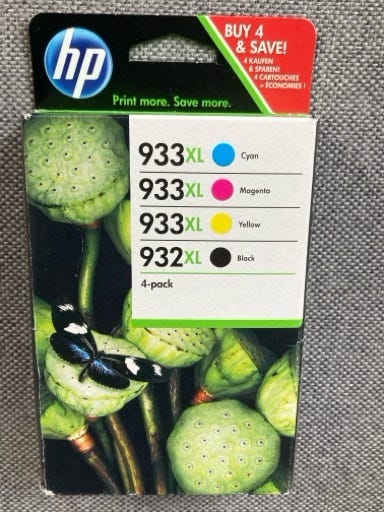 hp
BUY 4
& SAVE!
4 KAUFEN
& SPAREN!
4 CARTOUCHES
= ÉCONOMIES!
Print more. Save more.
933XL Cyan
933XL Magenta
933XL Yellow
932XL Black
4-pack